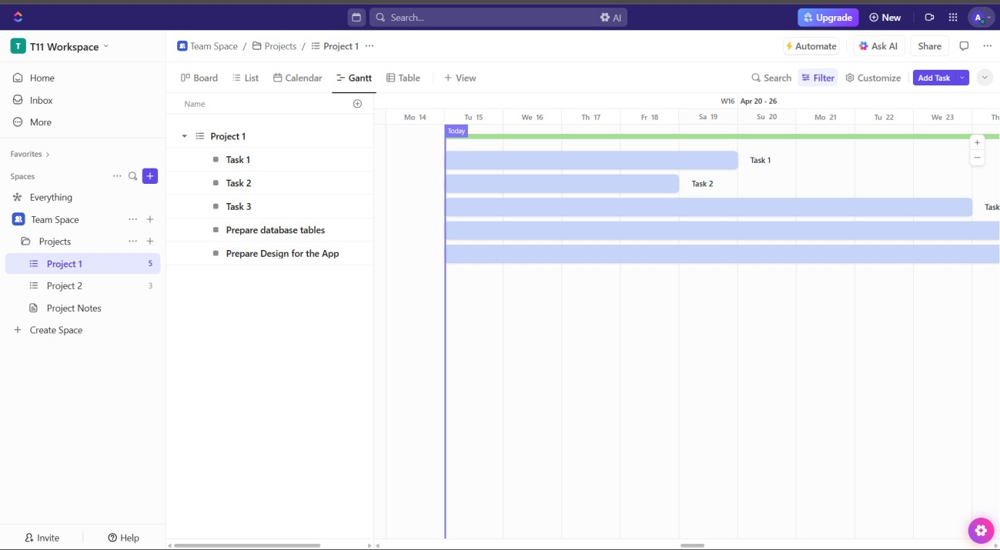 Search...
AI
Upgrade
New
A
T
T11 Workspace
Team Space / Projects / Project 1
Automate
Ask AI
Share
Home
Inbox
More
Favorites
Spaces
Everything
Team Space
Projects
Project 1 5
Project 2 3
Project Notes
Create Space
Invite
Help
Board
List
Calendar
Gantt
Table
View
Search
Filter
Customize
Add Task
Name
W16 Apr 20 - 26
Mo 14 Tu 15 We 16 Th 17 Fr 18 Sa 19 Su 20 Mo 21 Tu 22 We 23 Th
Today
Project 1
Task 1
Task 2
Task 3
Prepare database tables
Prepare Design for the App
Task 1
Task 2
Task